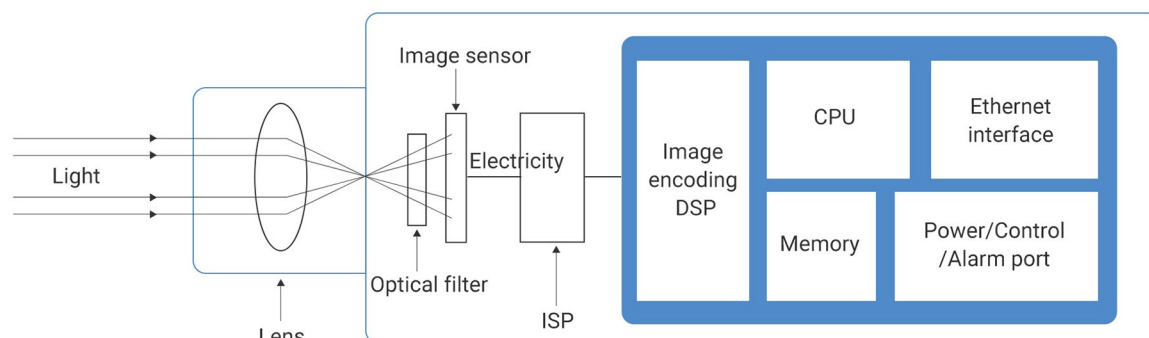 Image sensor
Light
Electricity
Optical filter
Lens
ISP
Image
encoding
DSP
CPU
Ethernet
interface
Memory
Power/Control
/Alarm port